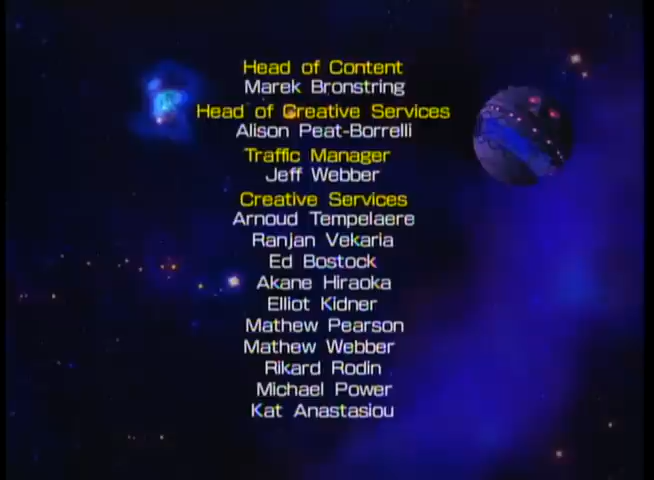 Head of Content
Marek Bronstring
Head of Creative Services
Alison Peat-Borrelli
Traffic Manager
Jeff Webber
Creative Services
Arnoud Tempelaere
Ranjan Vekaria
Ed Bostock
Akane Hiraoka
Elliot Kidner
Mathew Pearson
Mathew Webber
Rikard Rodin
Michael Power
Kat Anastasiou